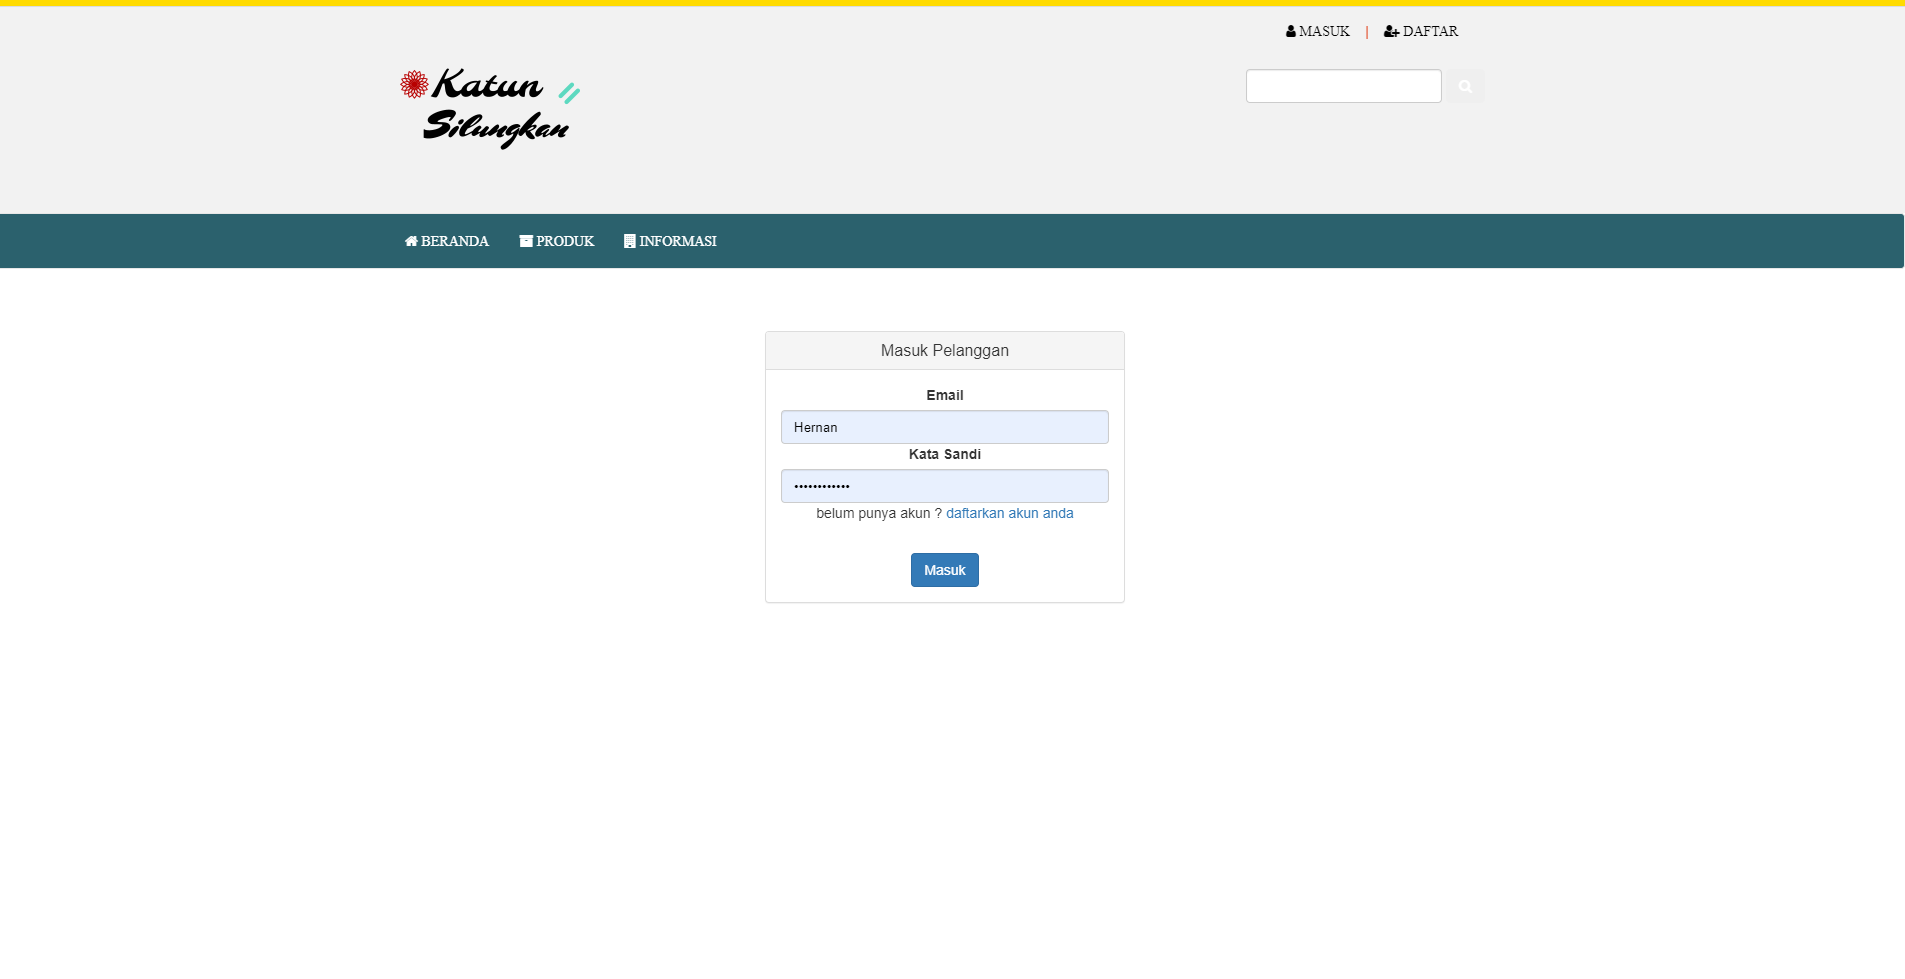 MASUK | DAFTAR
Katun
Silungkan
BERANDA PRODUK INFORMASI
Masuk Pelanggan
Email
Hernan
Kata Sandi
••••••••••••
belum punya akun ? daftarkan akun anda
Masuk